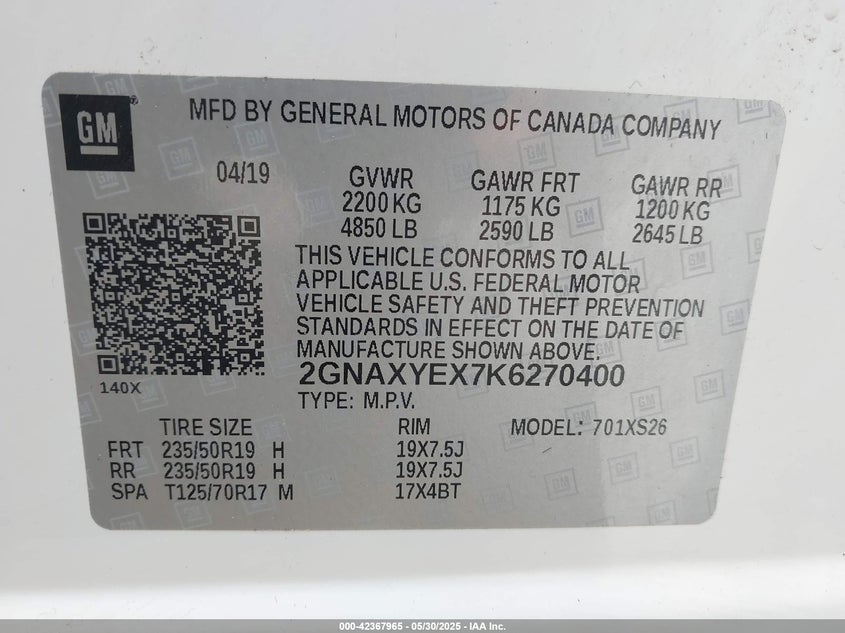 GM
MFD BY GENERAL MOTORS OF CANADA COMPANY
04/19
GVWR GAWR FRT GAWR RR
2200 KG 1175 KG 1200 KG
4850 LB 2590 LB 2645 LB
THIS VEHICLE CONFORMS TO ALL
APPLICABLE U.S. FEDERAL MOTOR
VEHICLE SAFETY AND THEFT PREVENTION
STANDARDS IN EFFECT ON THE DATE OF
MANUFACTURE SHOWN ABOVE.
140X
2GNAXYEX7K6270400
TYPE: M.P.V.
TIRE SIZE RIM MODEL: 701XS26
FRT 235/50R19 H 19X7.5J
RR 235/50R19 H 19X7.5J
SPA T125/70R17 M 17X4BT
000-42367965 - 05/30/2025 - IAA Inc.